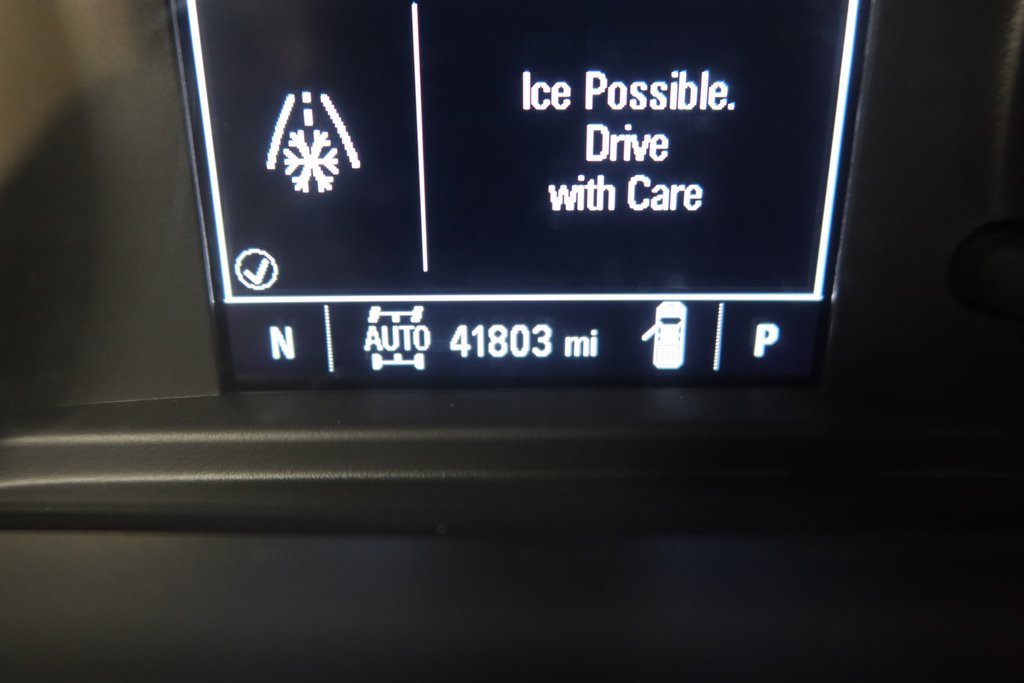 Ice Possible.
Drive
with Care
N AUTO 41803 mi P